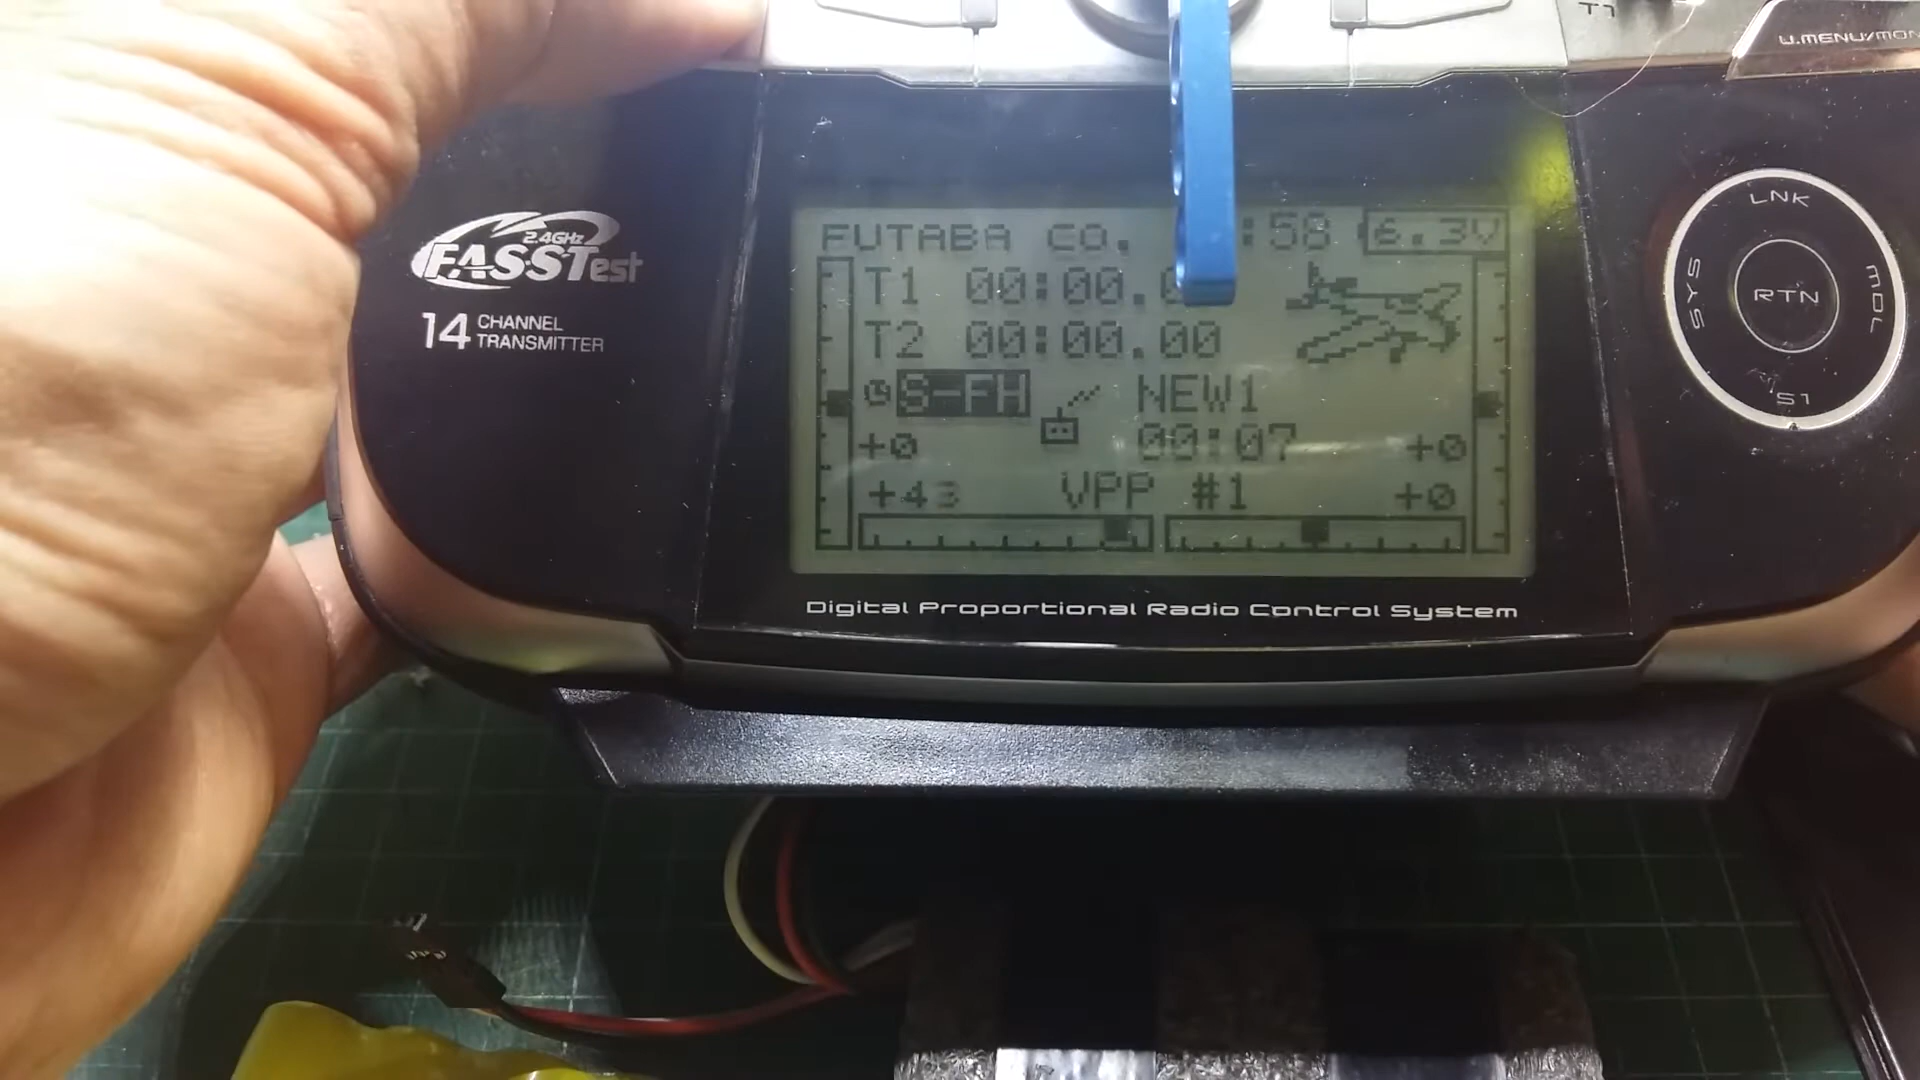 T1
U.MENU/MON
2.4GHz
FASSTest
14 CHANNEL
TRANSMITTER
FUTABA CO. :58 6.3V
T1 00:00.
T2 00:00.00
S-FH NEW1
+0 00:07 +0
+43 VPP #1 +0
LNK
SYS RTN MDL
S1
Digital Proportional Radio Control System